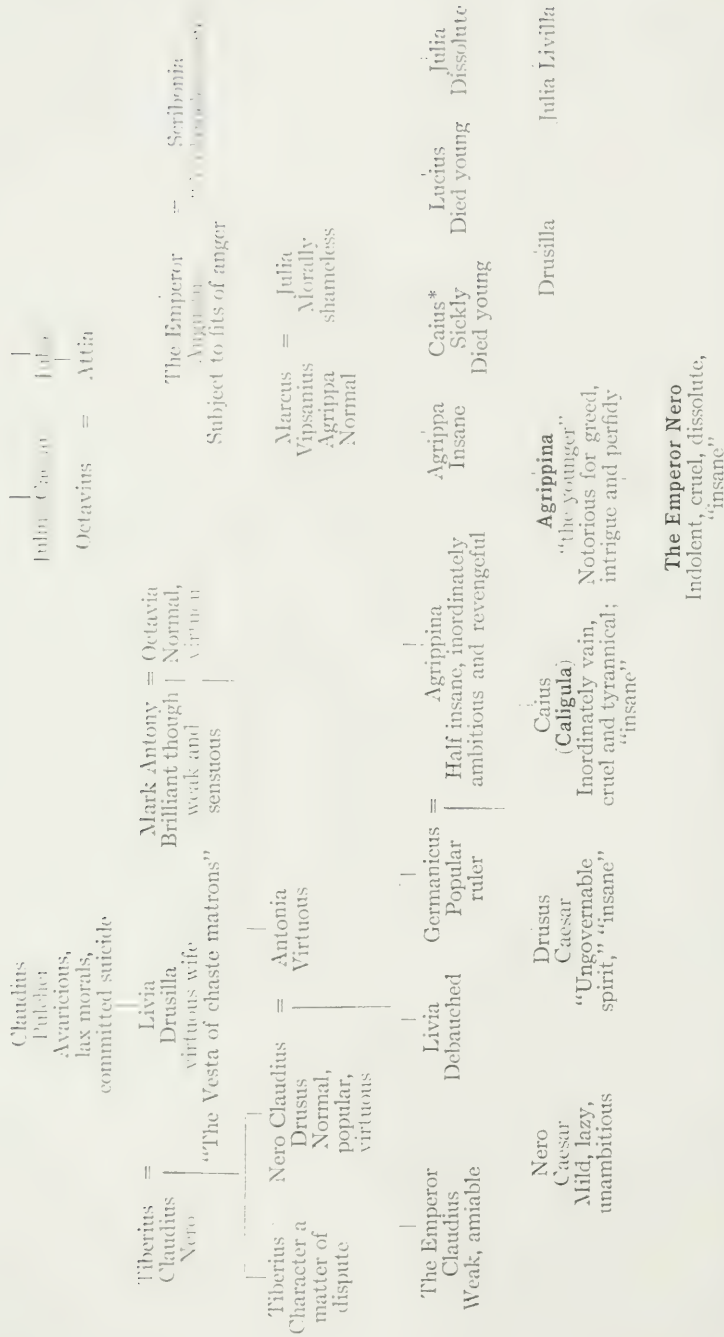 Claudius
Pulcher
Avaricious,
lax morals,
committed suicide
Octavius = Attia
Tiberius
Claudius
Nero
=
Livia
Drusilla
virtuous wife
"The Vesta of chaste matrons"
Mark Antony
Brilliant though
weak and
sensuous
= Octavia
Normal,
The Emperor
Subject to fits of anger
=
Scribonia
Tiberius
Character a
matter of
dispute
Nero Claudius
Drusus
Normal,
popular,
virtuous
=
Antonia
Virtuous
Marcus
Vipsanius
Agrippa
Normal
=
Julia
Morally
shameless
The Emperor
Claudius
Weak, amiable
Livia
Debauched
Germanicus
Popular
ruler
=
Agrippina
Half insane, inordinately
ambitious and revengeful
Agrippa
Insane
Caius*
Sickly
Died young
Lucius
Died young
Julia
Dissolute
Nero
Caesar
Mild, lazy,
unambitious
Drusus
Caesar
"Ungovernable
spirit," "insane"
Caius
(Caligula)
Inordinately vain,
cruel and tyrannical;
"insane"
Agrippina
"the younger"
Notorious for greed,
intrigue and perfidy
Drusilla
Julia Livilla
The Emperor Nero
Indolent, cruel, dissolute,
"insane"